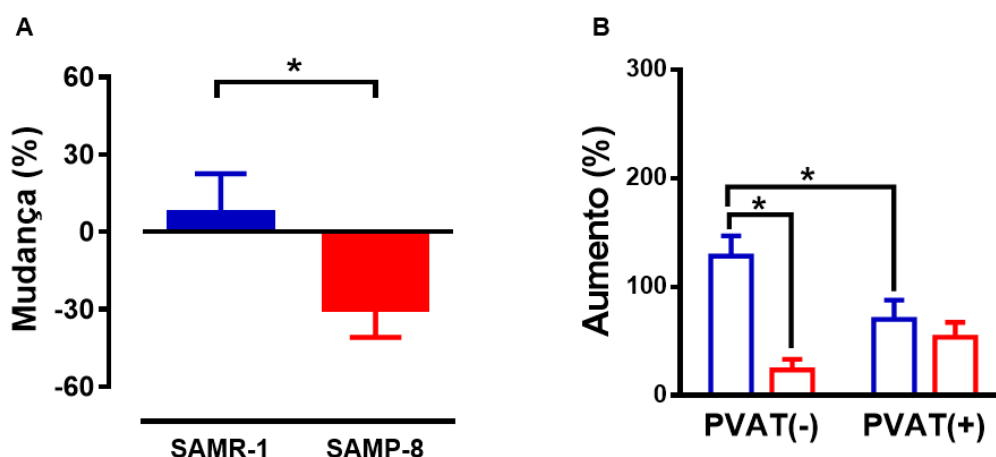 A
Mudança (%)
60
30
0
-30
-60
*
SAMR-1 SAMP-8
B
Aumento (%)
300
200
100
0
*
*
PVAT(-) PVAT(+)